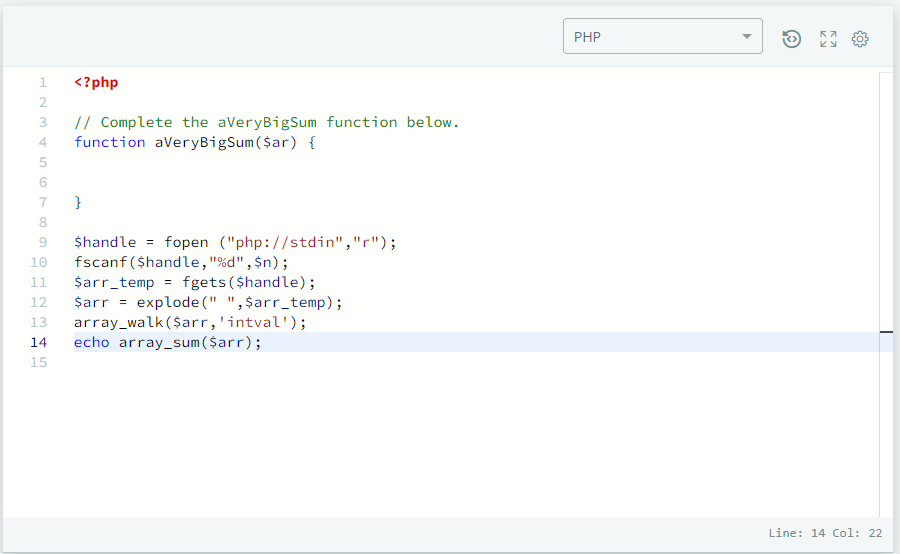 PHP
1 <?php
2
3 // Complete the aVeryBigSum function below.
4 function aVeryBigSum($ar) {
5
6
7 }
8
9 $handle = fopen ("php://stdin","r");
10 fscanf($handle,"%d",$n);
11 $arr_temp = fgets($handle);
12 $arr = explode(" ",$arr_temp);
13 array_walk($arr,'intval');
14 echo array_sum($arr);
15
Line: 14 Col: 22